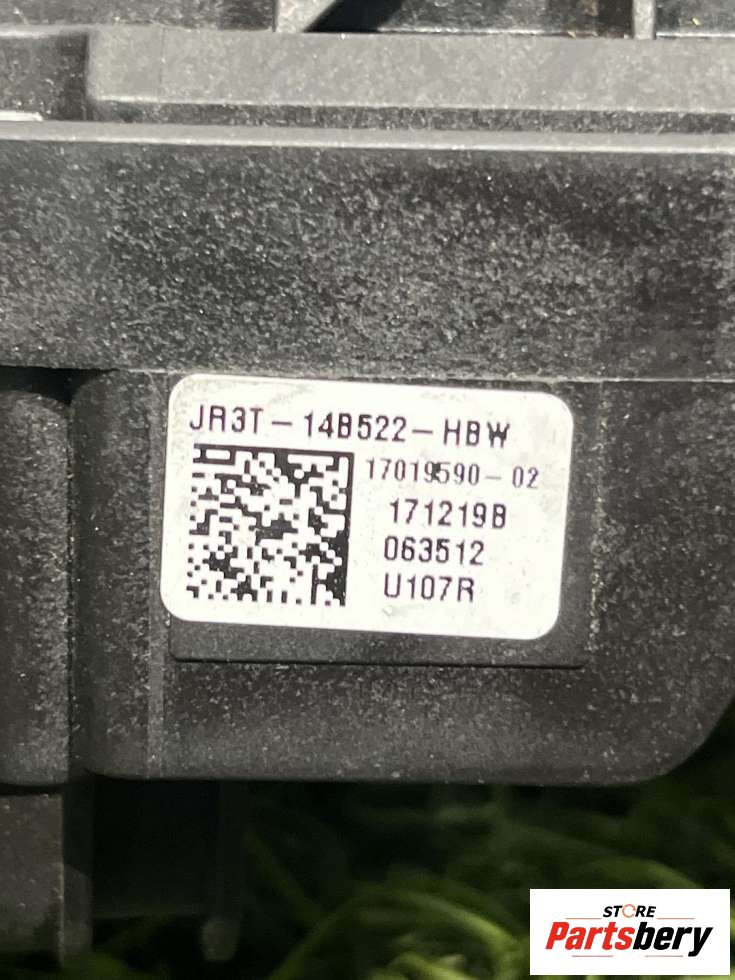 JR3T-14B522-HBW
17019590-02
171219B
063512
U107R
STORE
Partsbery